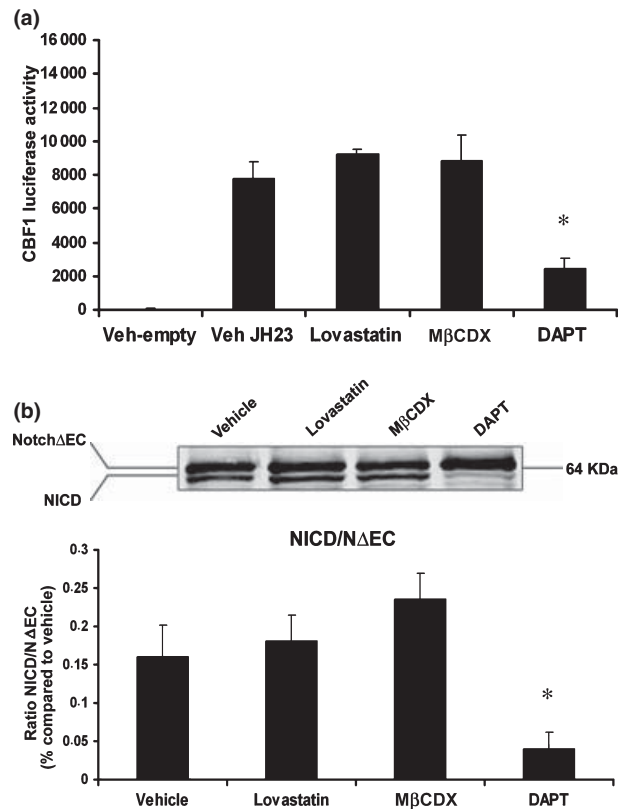 (a)
16 000
14 000
12 000
10 000
8000
6000
4000
2000
0
CBF1 luciferase activity
*
Veh-empty Veh JH23 Lovastatin MβCDX DAPT
(b)
Vehicle Lovastatin MβCDX DAPT
NotchΔEC
64 KDa
NICD
NICD/NΔEC
0.3
0.25
0.2
0.15
0.1
0.05
0
Ratio NICD/NΔEC
(% compared to vehicle)
*
Vehicle Lovastatin MβCDX DAPT